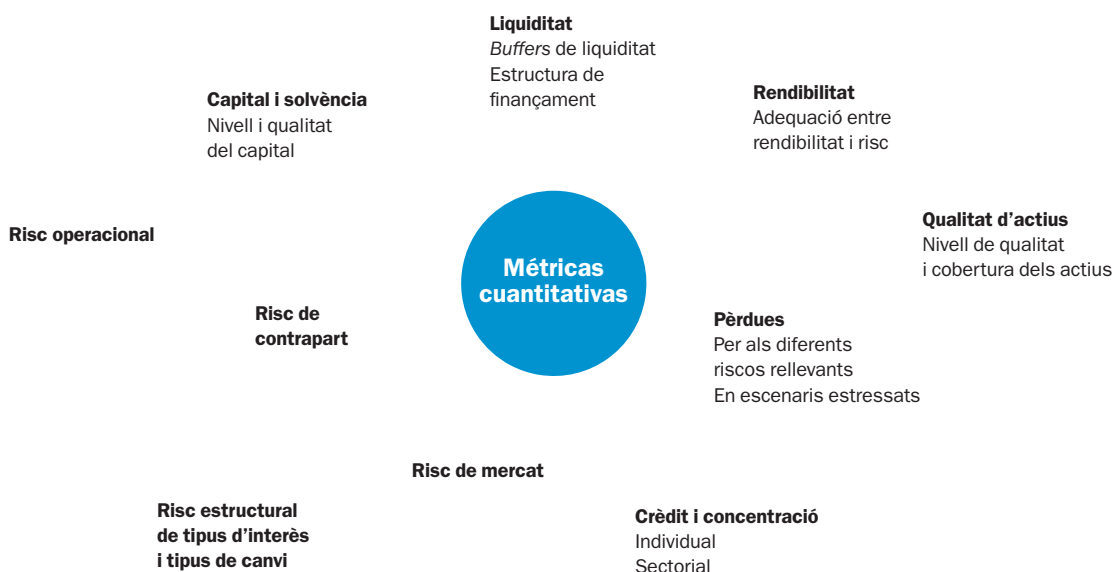 Liquiditat
Buffers de liquiditat
Estructura de
finançament
Capital i solvència
Nivell i qualitat
del capital
Rendibilitat
Adequació entre
rendibilitat i risc
Risc operacional
Qualitat d’actius
Nivell de qualitat
i cobertura dels actius
Métricas
cuantitativas
Risc de
contrapart
Pèrdues
Per als diferents
riscos rellevants
En escenaris estressats
Risc de mercat
Risc estructural
de tipus d’interès
i tipus de canvi
Crèdit i concentració
Individual
Sectorial